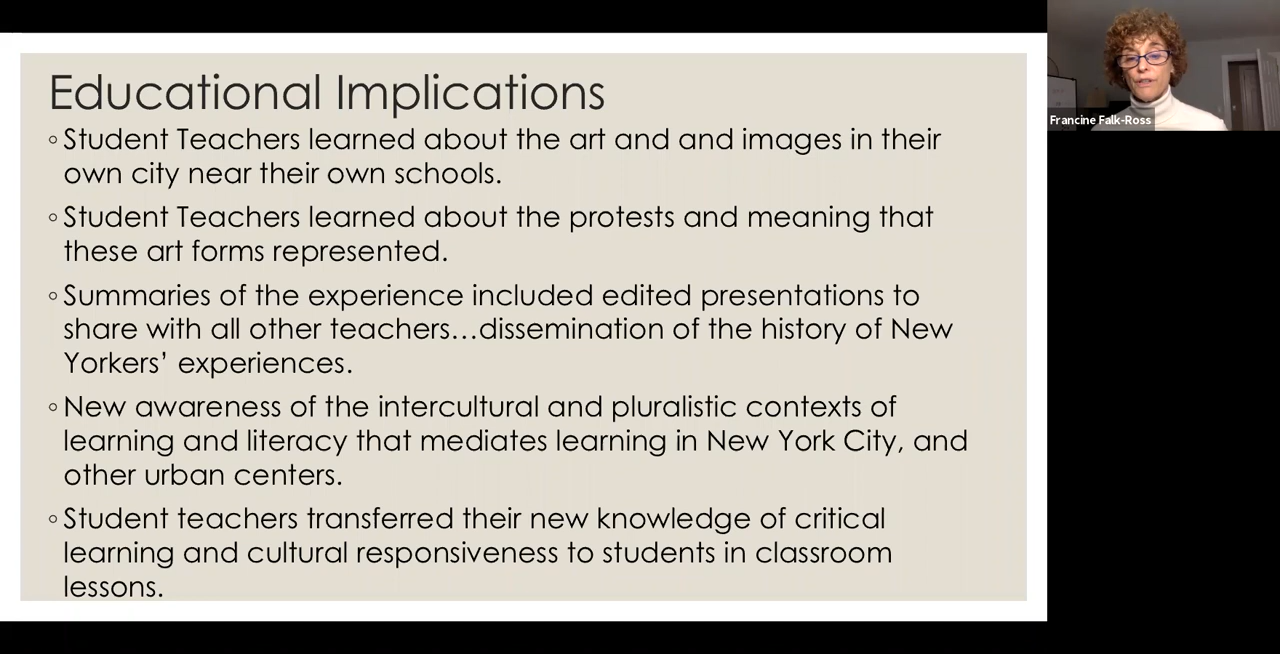 Educational Implications
◦Student Teachers learned about the art and and images in their
own city near their own schools.
◦Student Teachers learned about the protests and meaning that
these art forms represented.
◦Summaries of the experience included edited presentations to
share with all other teachers…dissemination of the history of New
Yorkers’ experiences.
◦New awareness of the intercultural and pluralistic contexts of
learning and literacy that mediates learning in New York City, and
other urban centers.
◦Student teachers transferred their new knowledge of critical
learning and cultural responsiveness to students in classroom
lessons.
Francine Falk-Ross